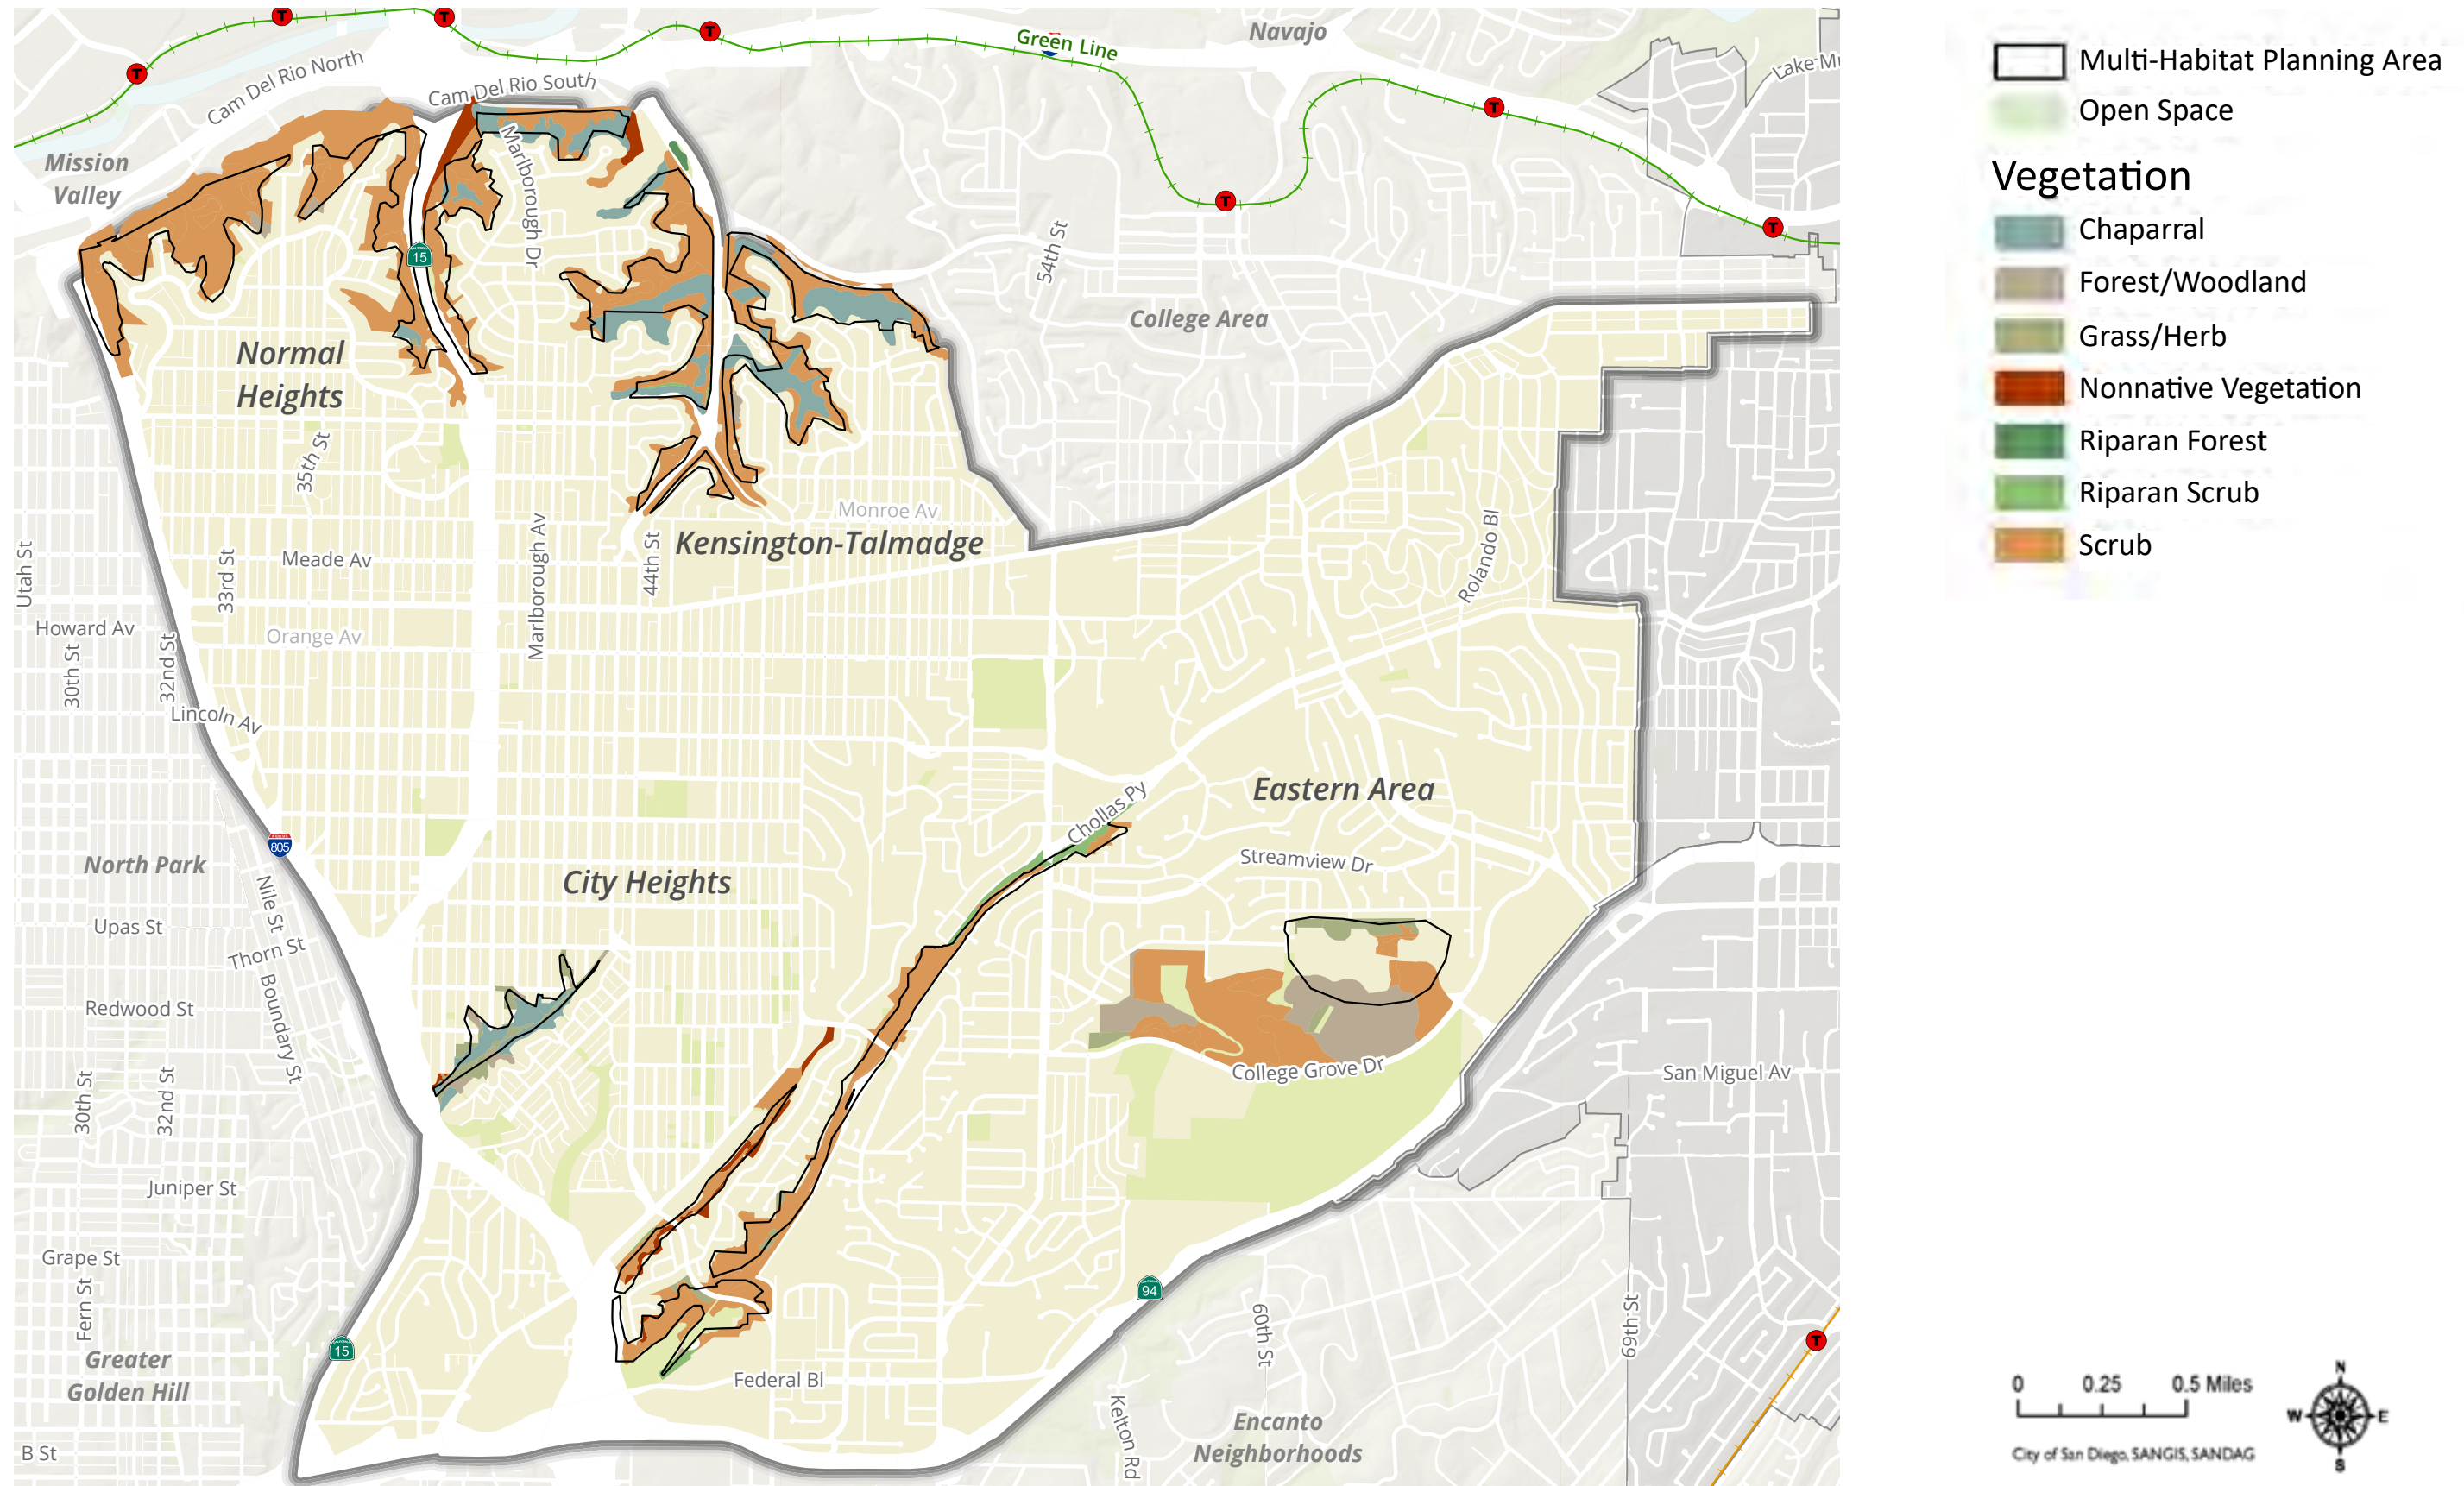 Navajo
Green Line
Cam Del Rio North
Cam Del Rio South
Lake Mu
Mission
Valley
Marlborough Dr
15
54th St
College Area
Normal
Heights
35th St
Monroe Av
Kensington-Talmadge
Utah St
33rd St
Meade Av
Marlborough Av
44th St
Rolando Bl
Howard Av
Orange Av
30th St
32nd St
Lincoln Av
Chollas Py
Eastern Area
805
North Park
City Heights
Streamview Dr
Nile St
Upas St
Thorn St
Redwood St
Boundary St
30th St
32nd St
College Grove Dr
San Miguel Av
Juniper St
Grape St
Fern St
94
60th St
69th St
15
Greater
Golden Hill
Federal Bl
Kelton Rd
Encanto
Neighborhoods
B St
T
T
T
T
T
T
T
T
Multi-Habitat Planning Area
Open Space
Vegetation
Chaparral
Forest/Woodland
Grass/Herb
Nonnative Vegetation
Riparan Forest
Riparan Scrub
Scrub
0 0.25 0.5 Miles
City of San Diego, SANGIS, SANDAG
N
W E
S